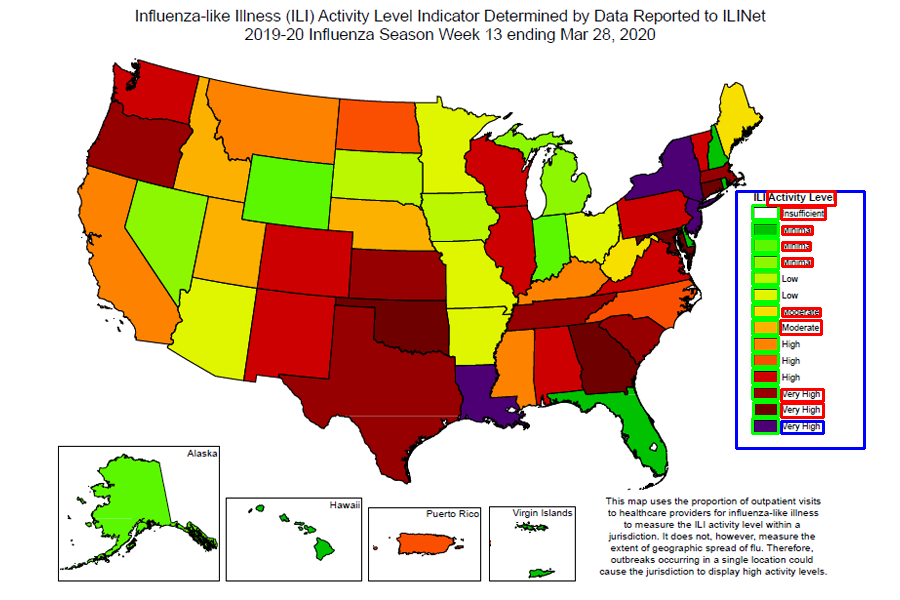 Influenza-like Illness (ILI) Activity Level Indicator Determined by Data Reported to ILINet
2019-20 Influenza Season Week 13 ending Mar 28, 2020
ILI Activity Level
Insufficient
Minimal
Minimal
Minimal
Low
Low
Moderate
Moderate
High
High
High
Very High
Very High
Very High
Alaska
Hawaii
Puerto Rico
Virgin Islands
This map uses the proportion of outpatient visits
to healthcare providers for influenza-like illness
to measure the ILI activity level within a
jurisdiction. It does not, however, measure the
extent of geographic spread of flu. Therefore,
outbreaks occurring in a single location could
cause the jurisdiction to display high activity levels.